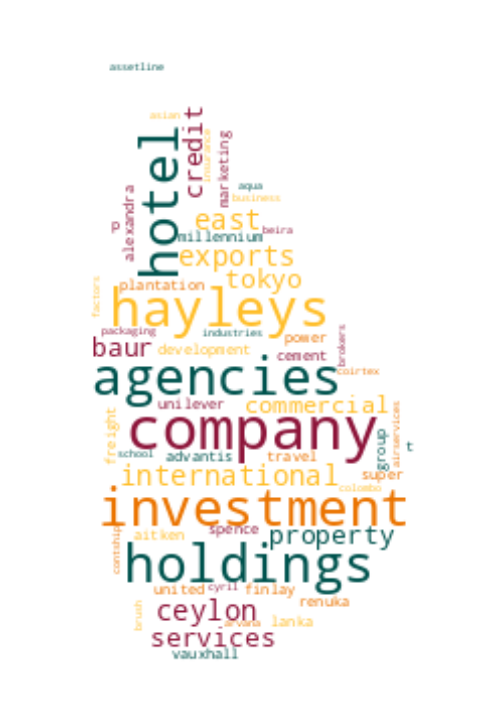 assetline
asian
hotel
credit
insurance
marketing
alexandra
aqua
business
p
east
beira
millennium
exports
tokyo
factors
plantation
hayleys
packaging
industries
power
brokers
baur
development
cement
coirtex
agencies
unilever
commercial
freight
airservices
company
group
t
school
advantis
travel
international
super
colombo
investment
contship
aitken
spence
property
holdings
united
cyril
finlay
renuka
brush
ceylon
arvana
lanka
services
vauxhall